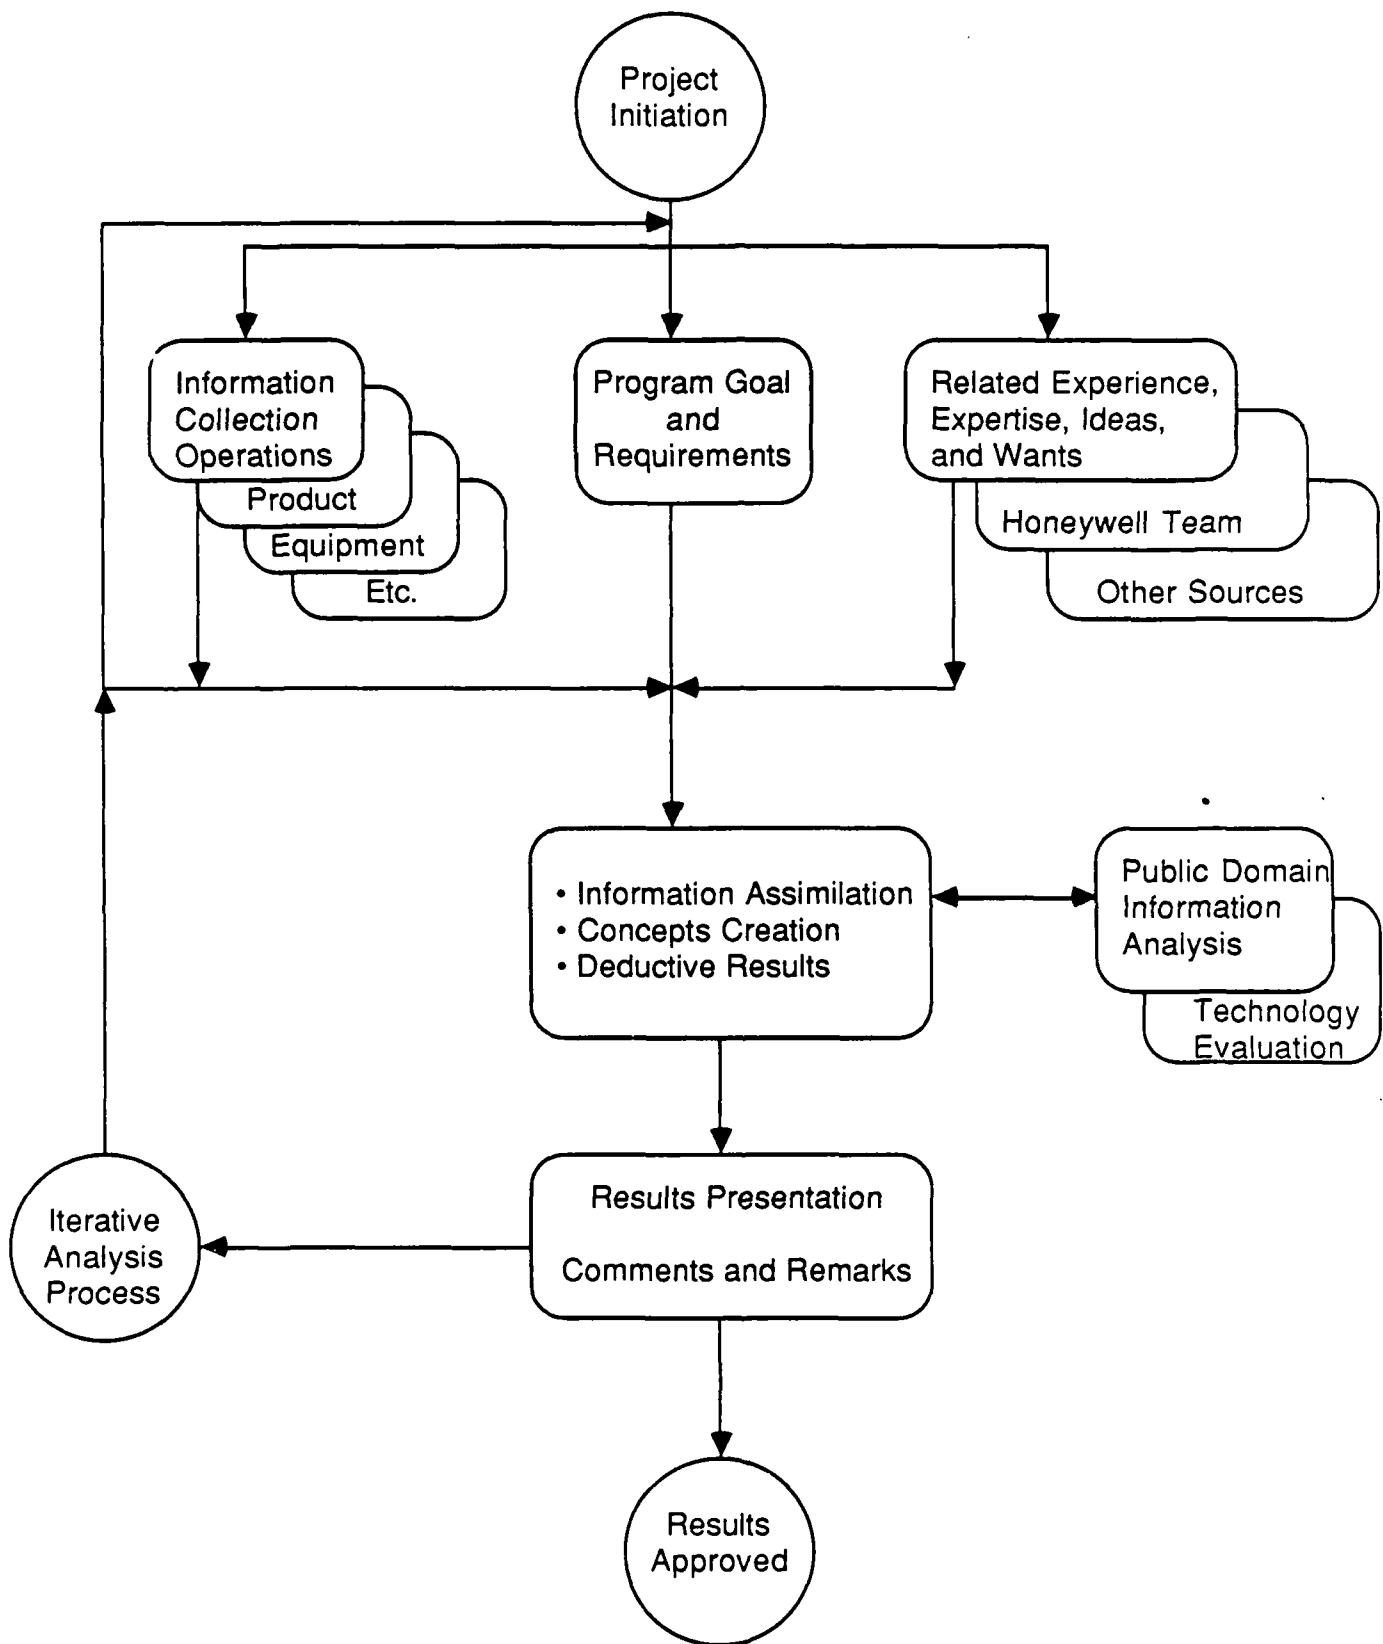 Project
Initiation
Information
Collection
Operations
Product
Equipment
Etc.
Program Goal
and
Requirements
Related Experience,
Expertise, Ideas,
and Wants
Honeywell Team
Other Sources
• Information Assimilation
• Concepts Creation
• Deductive Results
Public Domain
Information
Analysis
Technology
Evaluation
Results Presentation
Comments and Remarks
Iterative
Analysis
Process
Results
Approved